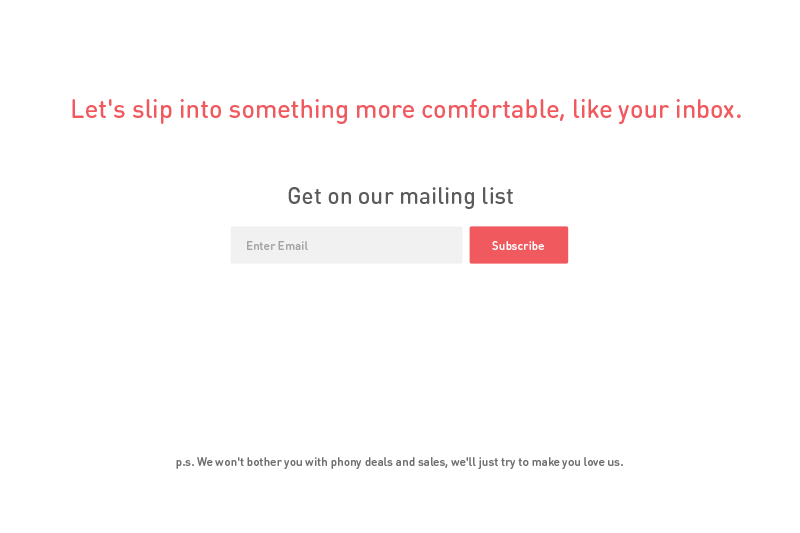 Let's slip into something more comfortable, like your inbox.
Get on our mailing list
Enter Email
Subscribe
p.s. We won't bother you with phony deals and sales, we'll just try to make you love us.